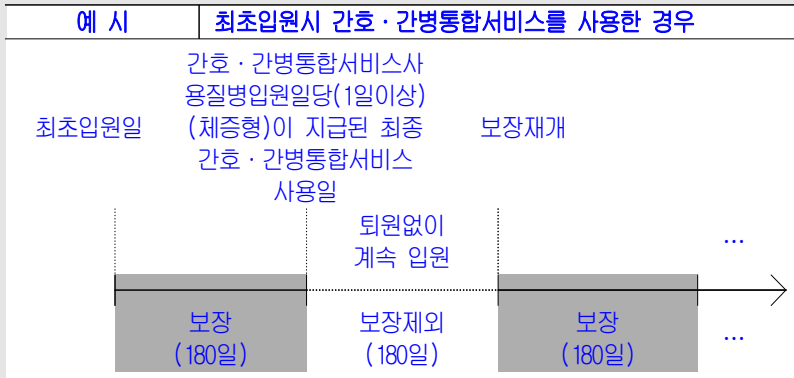 예 시
최초입원시 간호·간병통합서비스를 사용한 경우
최초입원일
간호·간병통합서비스사
용질병입원일당(1일이상)
(체증형)이 지급된 최종
간호·간병통합서비스
사용일
보장재개
퇴원없이
계속 입원
...
보장
(180일)
보장제외
(180일)
보장
(180일)
...